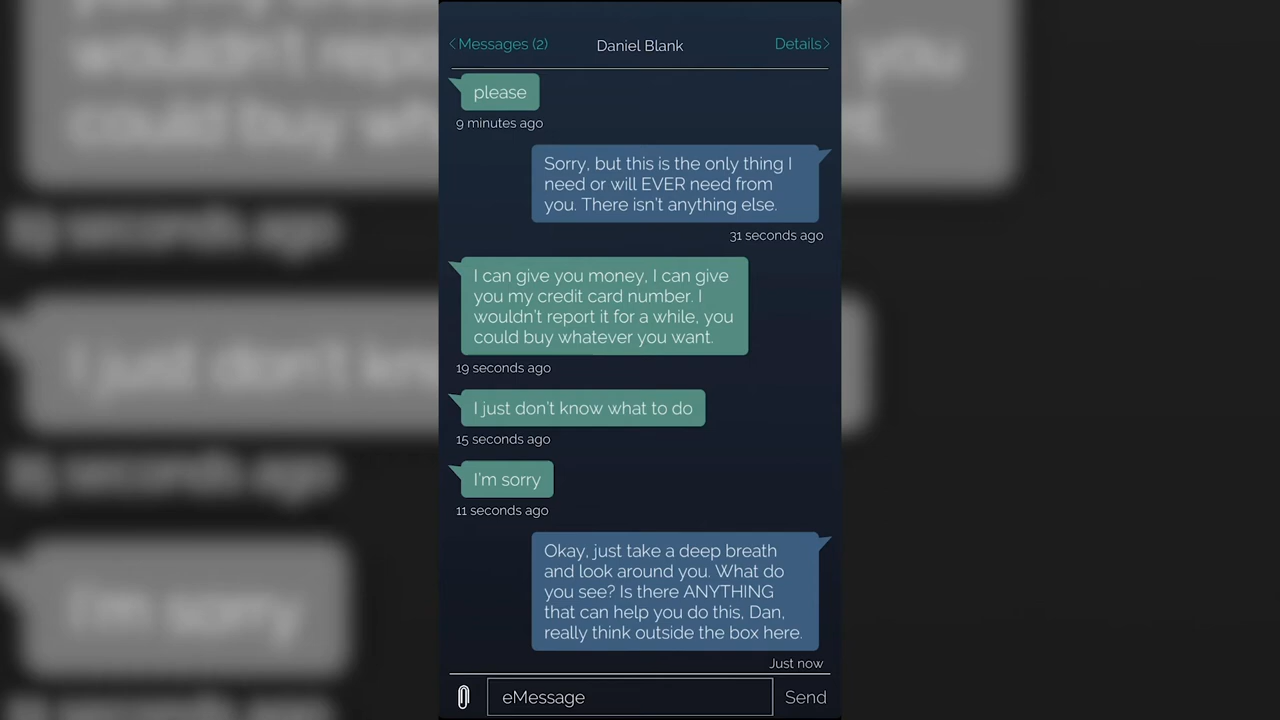 Messages (2)
Daniel Blank
Details
please
9 minutes ago
Sorry, but this is the only thing I
need or will EVER need from
you. There isn't anything else.
31 seconds ago
I can give you money, I can give
you my credit card number. I
wouldn't report it for a while, you
could buy whatever you want.
19 seconds ago
I just don't know what to do
15 seconds ago
I'm sorry
11 seconds ago
Okay, just take a deep breath
and look around you. What do
you see? Is there ANYTHING
that can help you do this, Dan,
really think outside the box here.
Just now
eMessage
Send